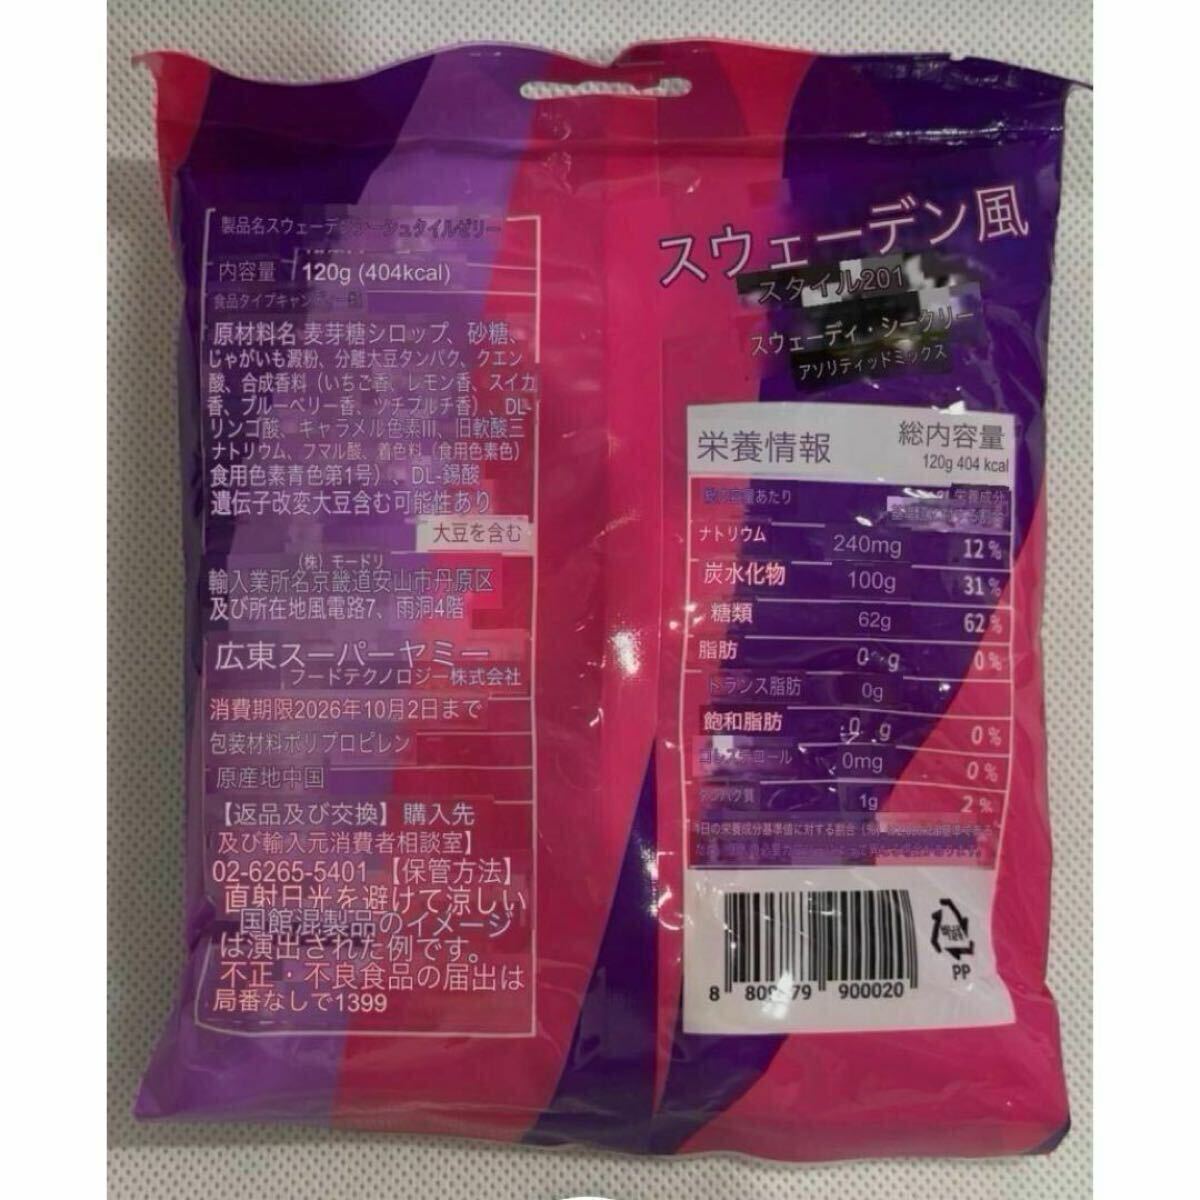 内容量 120g (404kcal)
原材料名 麦芽糖シロップ、砂糖、
じゃがいも澱粉、分離大豆タンパク、クエン
酸、合成香料(いちご香、レモン香、スイカ
香、ブルーベリー香、ツチプルチ香)、DL-
リンゴ酸、キャラメル色素III、旧軟酸三
ナトリウム、フマル酸、着色料(食用色素色)
食用色素青色第1号)、DL-錫酸
遺伝子改変大豆含む可能性あり
大豆を含む
(株) モードリ
輸入業所名京畿道安山市丹原区
及び所在地風電路7、雨洞4階
広東スーパーヤミー
フードテクノロジー株式会社
消費期限2026年10月2日まで
包装材料ポリプロピレン
原産地中国
【返品及び交換】購入先
及び輸入元消費者相談室】
02-6265-5401 【保管方法】
直射日光を避けて涼しい
国館混製品のイメージ
は演出された例です。
不正・不良食品の届出は
局番なしで1399
スウェーデン風
スタイル201
スウェーディ・シークリー
アソリティッドミックス
栄養情報 総内容量
120g 404 kcal
ナトリウム 240mg 12%
炭水化物 100g 31%
糖類 62g 62%
脂肪 0 g 0%
トランス脂肪 0g
飽和脂肪 0 g 0%
0mg 0%
1g 2%
PP
900020